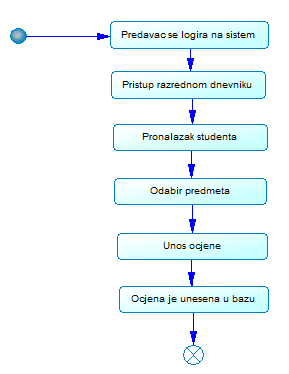 Predavac se logira na sistem
Pristup razrednom dnevniku
Pronalazak studenta
Odabir predmeta
Unos ocjene
Ocjena je unesena u bazu